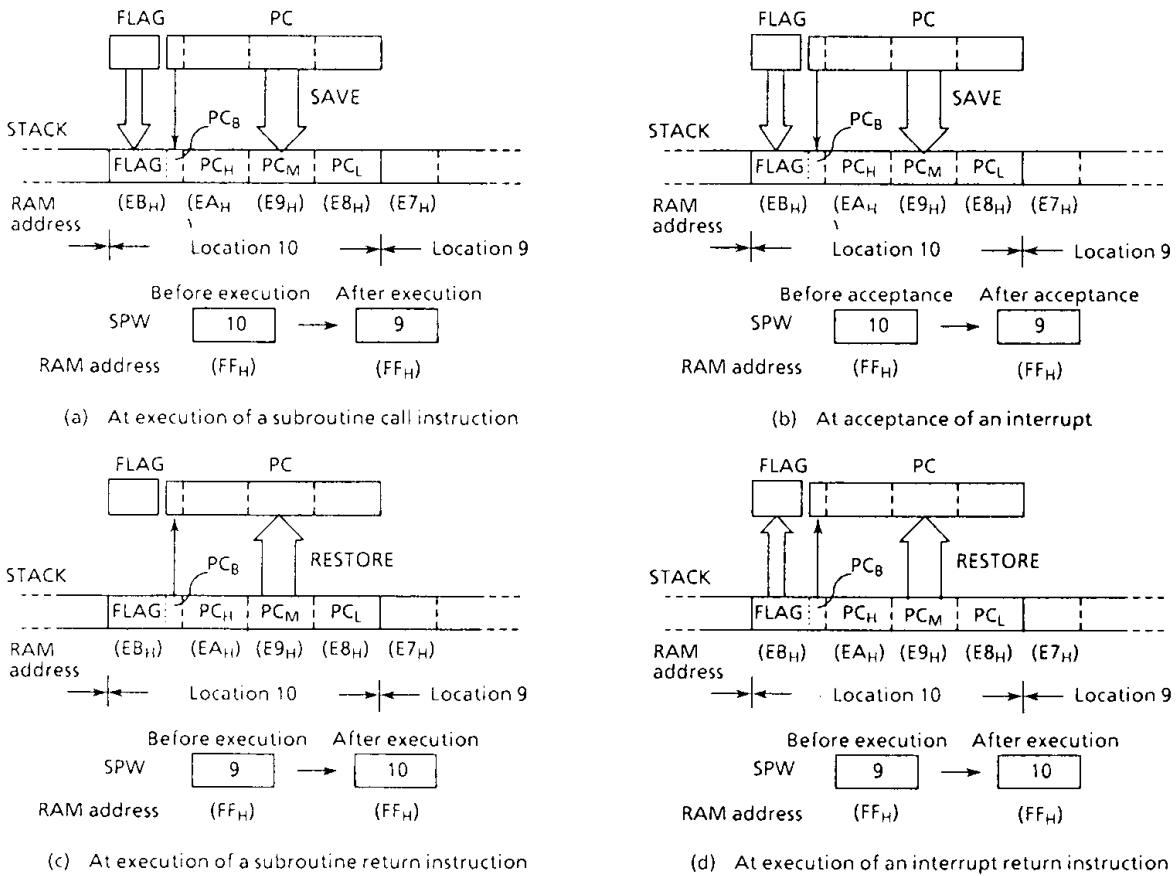 FLAG PC
SAVE
PC_B
STACK
FLAG PC_H PC_M PC_L
RAM address (EB_H) (EA_H (E9_H) (E8_H) (E7_H)
Location 10 Location 9
Before execution After execution
SPW 10 9
RAM address (FF_H) (FF_H)
(a) At execution of a subroutine call instruction
FLAG PC
SAVE
PC_B
STACK
FLAG PC_H PC_M PC_L
RAM address (EB_H) (EA_H (E9_H) (E8_H) (E7_H)
Location 10 Location 9
Before acceptance After acceptance
SPW 10 9
RAM address (FF_H) (FF_H)
(b) At acceptance of an interrupt
FLAG PC
RESTORE
PC_B
STACK
FLAG PC_H PC_M PC_L
RAM address (EB_H) (EA_H) (E9_H) (E8_H) (E7_H)
Location 10 Location 9
Before execution After execution
SPW 9 10
RAM address (FF_H) (FF_H)
(c) At execution of a subroutine return instruction
FLAG PC
RESTORE
PC_B
STACK
FLAG PC_H PC_M PC_L
RAM address (EB_H) (EA_H) (E9_H) (E8_H) (E7_H)
Location 10 Location 9
Before execution After execution
SPW 9 10
RAM address (FF_H) (FF_H)
(d) At execution of an interrupt return instruction